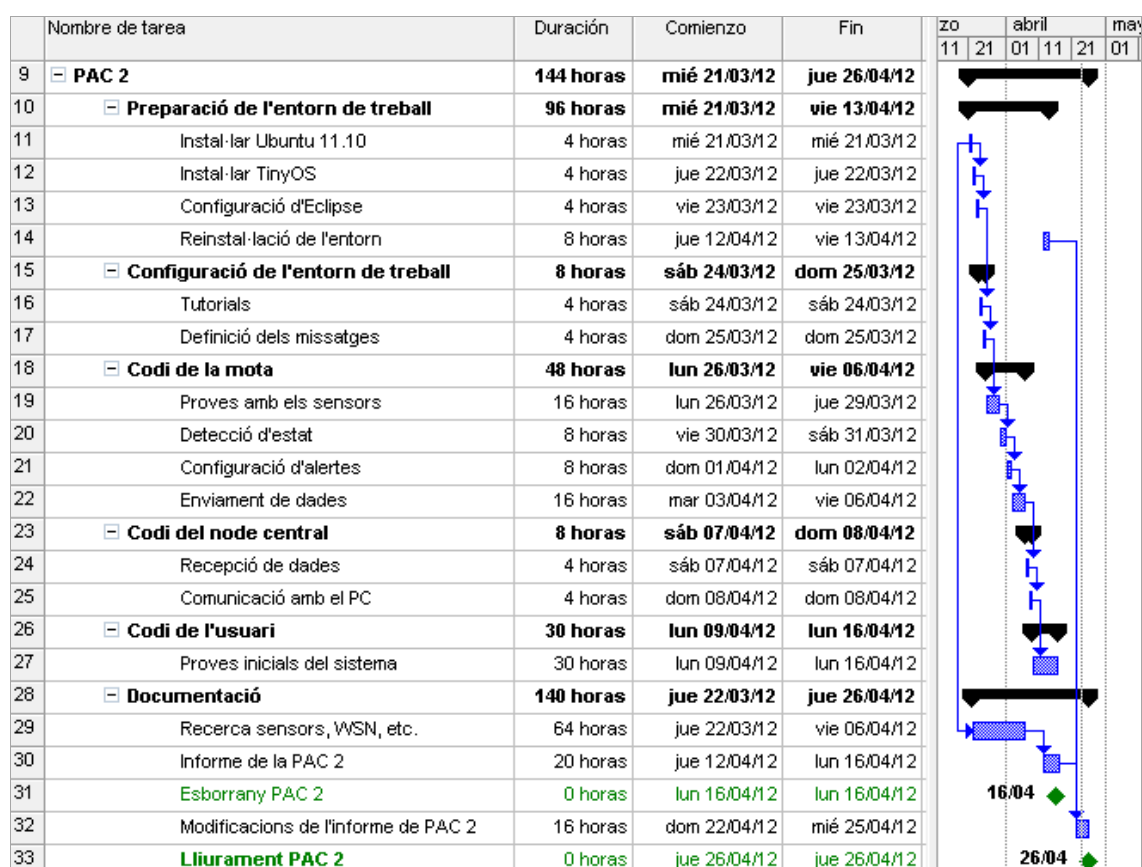 Nombre de tarea Duración Comienzo Fin zo abril may
11 21 01 11 21 01
9 PAC 2 144 horas mié 21/03/12 jue 26/04/12
10 Preparació de l'entorn de treball 96 horas mié 21/03/12 vie 13/04/12
11 Instal·lar Ubuntu 11.10 4 horas mié 21/03/12 mié 21/03/12
12 Instal·lar TinyOS 4 horas jue 22/03/12 jue 22/03/12
13 Configuració d'Eclipse 4 horas vie 23/03/12 vie 23/03/12
14 Reinstal·lació de l'entorn 8 horas jue 12/04/12 vie 13/04/12
15 Configuració de l'entorn de treball 8 horas sáb 24/03/12 dom 25/03/12
16 Tutorials 4 horas sáb 24/03/12 sáb 24/03/12
17 Definició dels missatges 4 horas dom 25/03/12 dom 25/03/12
18 Codi de la mota 48 horas lun 26/03/12 vie 06/04/12
19 Proves amb els sensors 16 horas lun 26/03/12 jue 29/03/12
20 Detecció d'estat 8 horas vie 30/03/12 sáb 31/03/12
21 Configuració d'alertes 8 horas dom 01/04/12 lun 02/04/12
22 Enviament de dades 16 horas mar 03/04/12 vie 06/04/12
23 Codi del node central 8 horas sáb 07/04/12 dom 08/04/12
24 Recepció de dades 4 horas sáb 07/04/12 sáb 07/04/12
25 Comunicació amb el PC 4 horas dom 08/04/12 dom 08/04/12
26 Codi de l'usuari 30 horas lun 09/04/12 lun 16/04/12
27 Proves inicials del sistema 30 horas lun 09/04/12 lun 16/04/12
28 Documentació 140 horas jue 22/03/12 jue 26/04/12
29 Recerca sensors, WSN, etc. 64 horas jue 22/03/12 vie 06/04/12
30 Informe de la PAC 2 20 horas jue 12/04/12 lun 16/04/12
31 Esborrany PAC 2 0 horas lun 16/04/12 lun 16/04/12 16/04
32 Modificacions de l'informe de PAC 2 16 horas dom 22/04/12 mié 25/04/12
33 Lliurament PAC 2 0 horas jue 26/04/12 jue 26/04/12 26/04